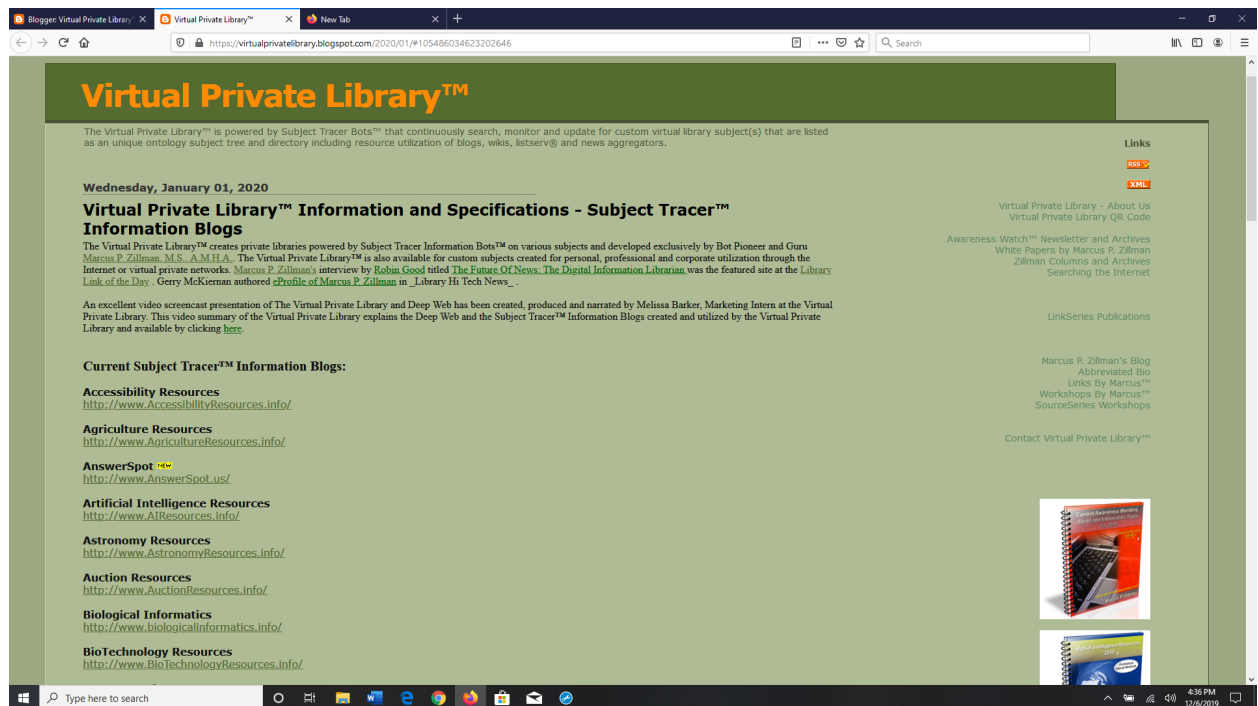 Blogger: Virtual Private Library
Virtual Private Library™
New Tab
https://virtualprivatelibrary.blogspot.com/2020/01/#105486034623202646
Search
Virtual Private Library™
The Virtual Private Library™ is powered by Subject Tracer Bots™ that continuously search, monitor and update for custom virtual library subject(s) that are listed
as an unique ontology subject tree and directory including resource utilization of blogs, wikis, listserv® and news aggregators.
Wednesday, January 01, 2020
Virtual Private Library™ Information and Specifications - Subject Tracer™
Information Blogs
The Virtual Private Library™ creates private libraries powered by Subject Tracer Information Bots™ on various subjects and developed exclusively by Bot Pioneer and Guru
Marcus P. Zillman, M.S., A.M.H.A.. The Virtual Private Library™ is also available for custom subjects created for personal, professional and corporate utilization through the
Internet or virtual private networks. Marcus P. Zillman's interview by Robin Good titled The Future Of News: The Digital Information Librarian was the featured site at the Library
Link of the Day . Gerry McKiernan authored eProfile of Marcus P. Zillman in _Library Hi Tech News_ .
An excellent video screencast presentation of The Virtual Private Library and Deep Web has been created, produced and narrated by Melissa Barker, Marketing Intern at the Virtual
Private Library. This video summary of the Virtual Private Library explains the Deep Web and the Subject Tracer™ Information Blogs created and utilized by the Virtual Private
Library and available by clicking here.
Current Subject Tracer™ Information Blogs:
Accessibility Resources
http://www.AccessibilityResources.info/
Agriculture Resources
http://www.AgricultureResources.info/
AnswerSpot NEW
http://www.AnswerSpot.us/
Artificial Intelligence Resources
http://www.AIResources.info/
Astronomy Resources
http://www.AstronomyResources.info/
Auction Resources
http://www.AuctionResources.info/
Biological Informatics
http://www.biologicalinformatics.info/
BioTechnology Resources
http://www.BioTechnologyResources.info/
Links
RSS
XML
Virtual Private Library - About Us
Virtual Private Library QR Code
Awareness Watch™ Newsletter and Archives
White Papers by Marcus P. Zillman
Zillman Columns and Archives
Searching the Internet
LinkSeries Publications
Marcus P. Zillman's Blog
Abbreviated Bio
Links By Marcus™
Workshops By Marcus™
SourceSeries Workshops
Contact Virtual Private Library™
Type here to search
4:36 PM
12/6/2019